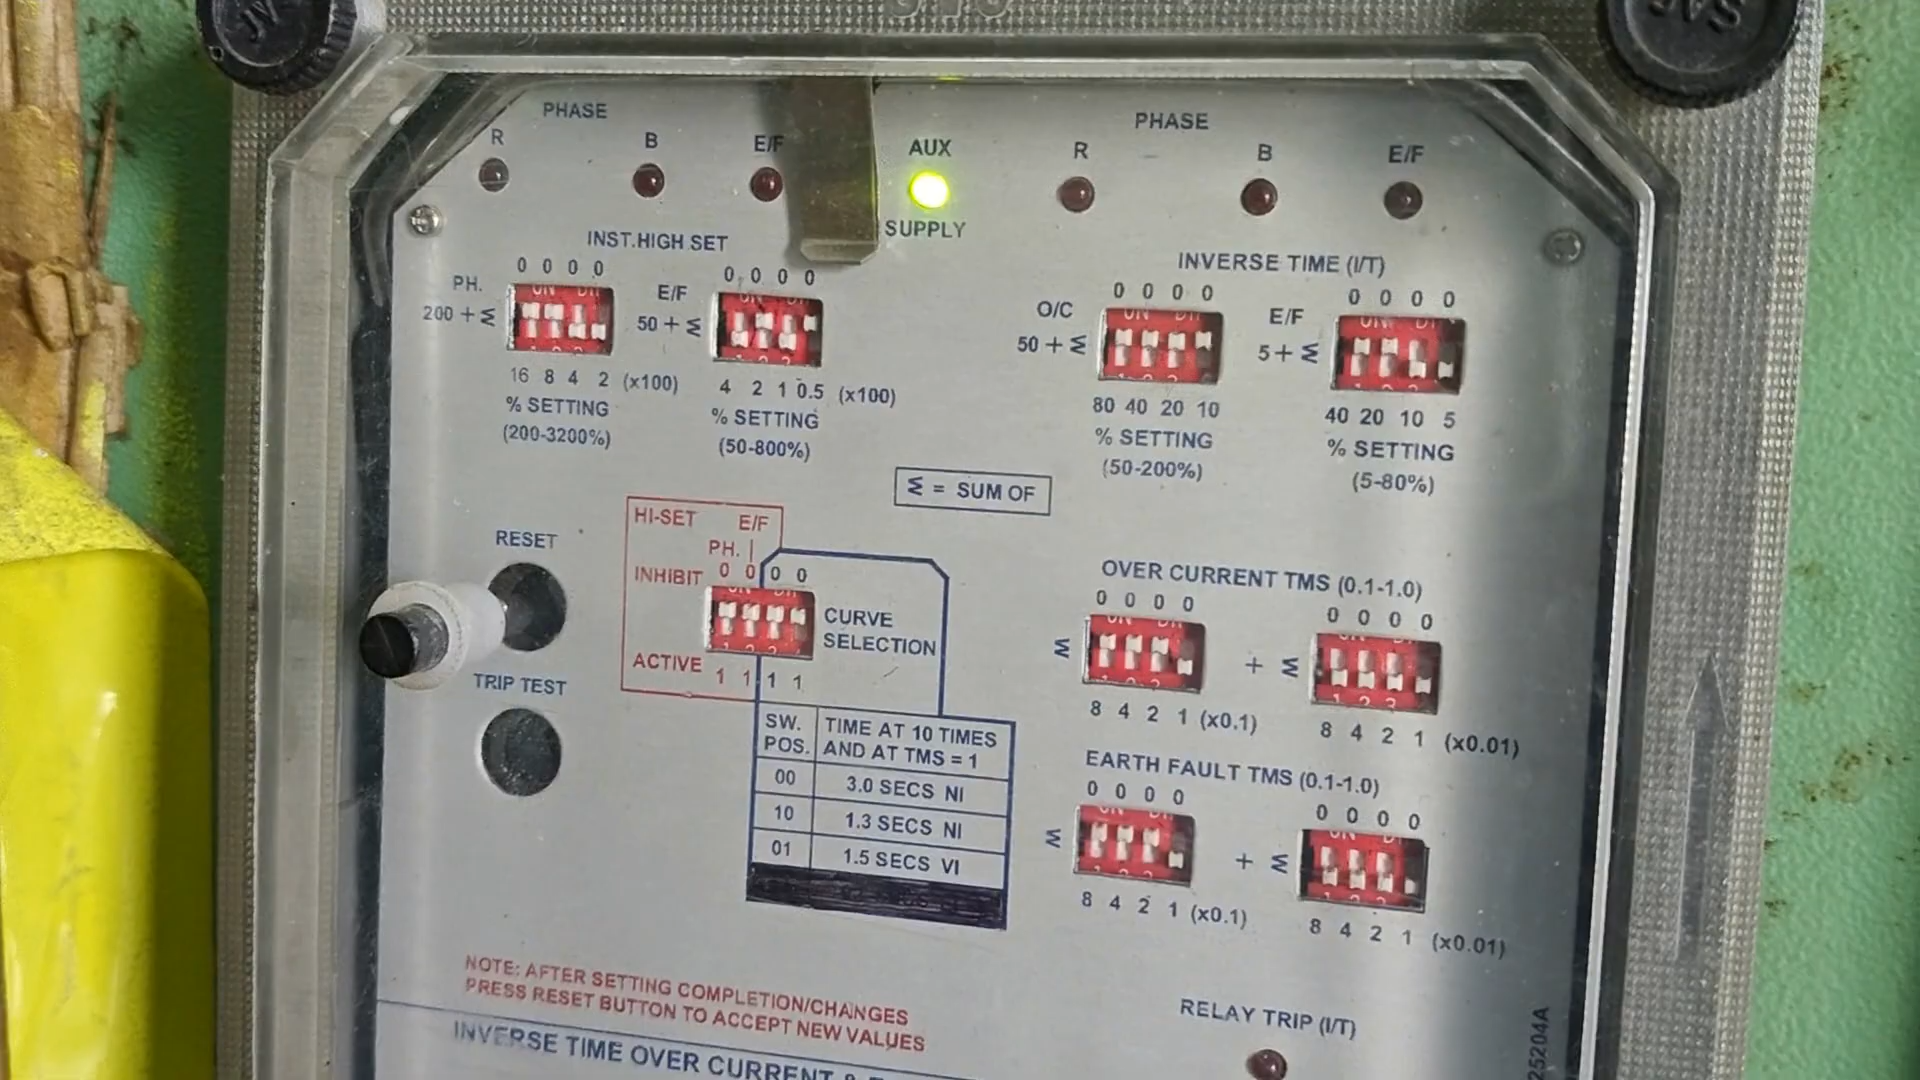 PHASE
R B E/F
AUX
SUPPLY
PHASE
R B E/F
INST.HIGH SET
0 0 0 0
PH.
200 + Σ
16 8 4 2 (x100)
% SETTING
(200-3200%)
0 0 0 0
E/F
50 + Σ
4 2 1 0.5 (x100)
% SETTING
(50-800%)
INVERSE TIME (I/T)
0 0 0 0
O/C
50 + Σ
80 40 20 10
% SETTING
(50-200%)
0 0 0 0
E/F
5 + Σ
40 20 10 5
% SETTING
(5-80%)
Σ = SUM OF
RESET
TRIP TEST
HI-SET E/F
PH.
INHIBIT 0 0 0 0
CURVE
SELECTION
ACTIVE 1 1 1 1
SW. POS. TIME AT 10 TIMES AND AT TMS = 1
00 3.0 SECS NI
10 1.3 SECS NI
01 1.5 SECS VI
OVER CURRENT TMS (0.1-1.0)
0 0 0 0 0 0 0 0
Σ + Σ
8 4 2 1 (x0.1) 8 4 2 1 (x0.01)
EARTH FAULT TMS (0.1-1.0)
0 0 0 0 0 0 0 0
Σ + Σ
8 4 2 1 (x0.1) 8 4 2 1 (x0.01)
NOTE: AFTER SETTING COMPLETION/CHANGES
PRESS RESET BUTTON TO ACCEPT NEW VALUES
RELAY TRIP (I/T)
INVERSE TIME OVER CURRENT &
25204A